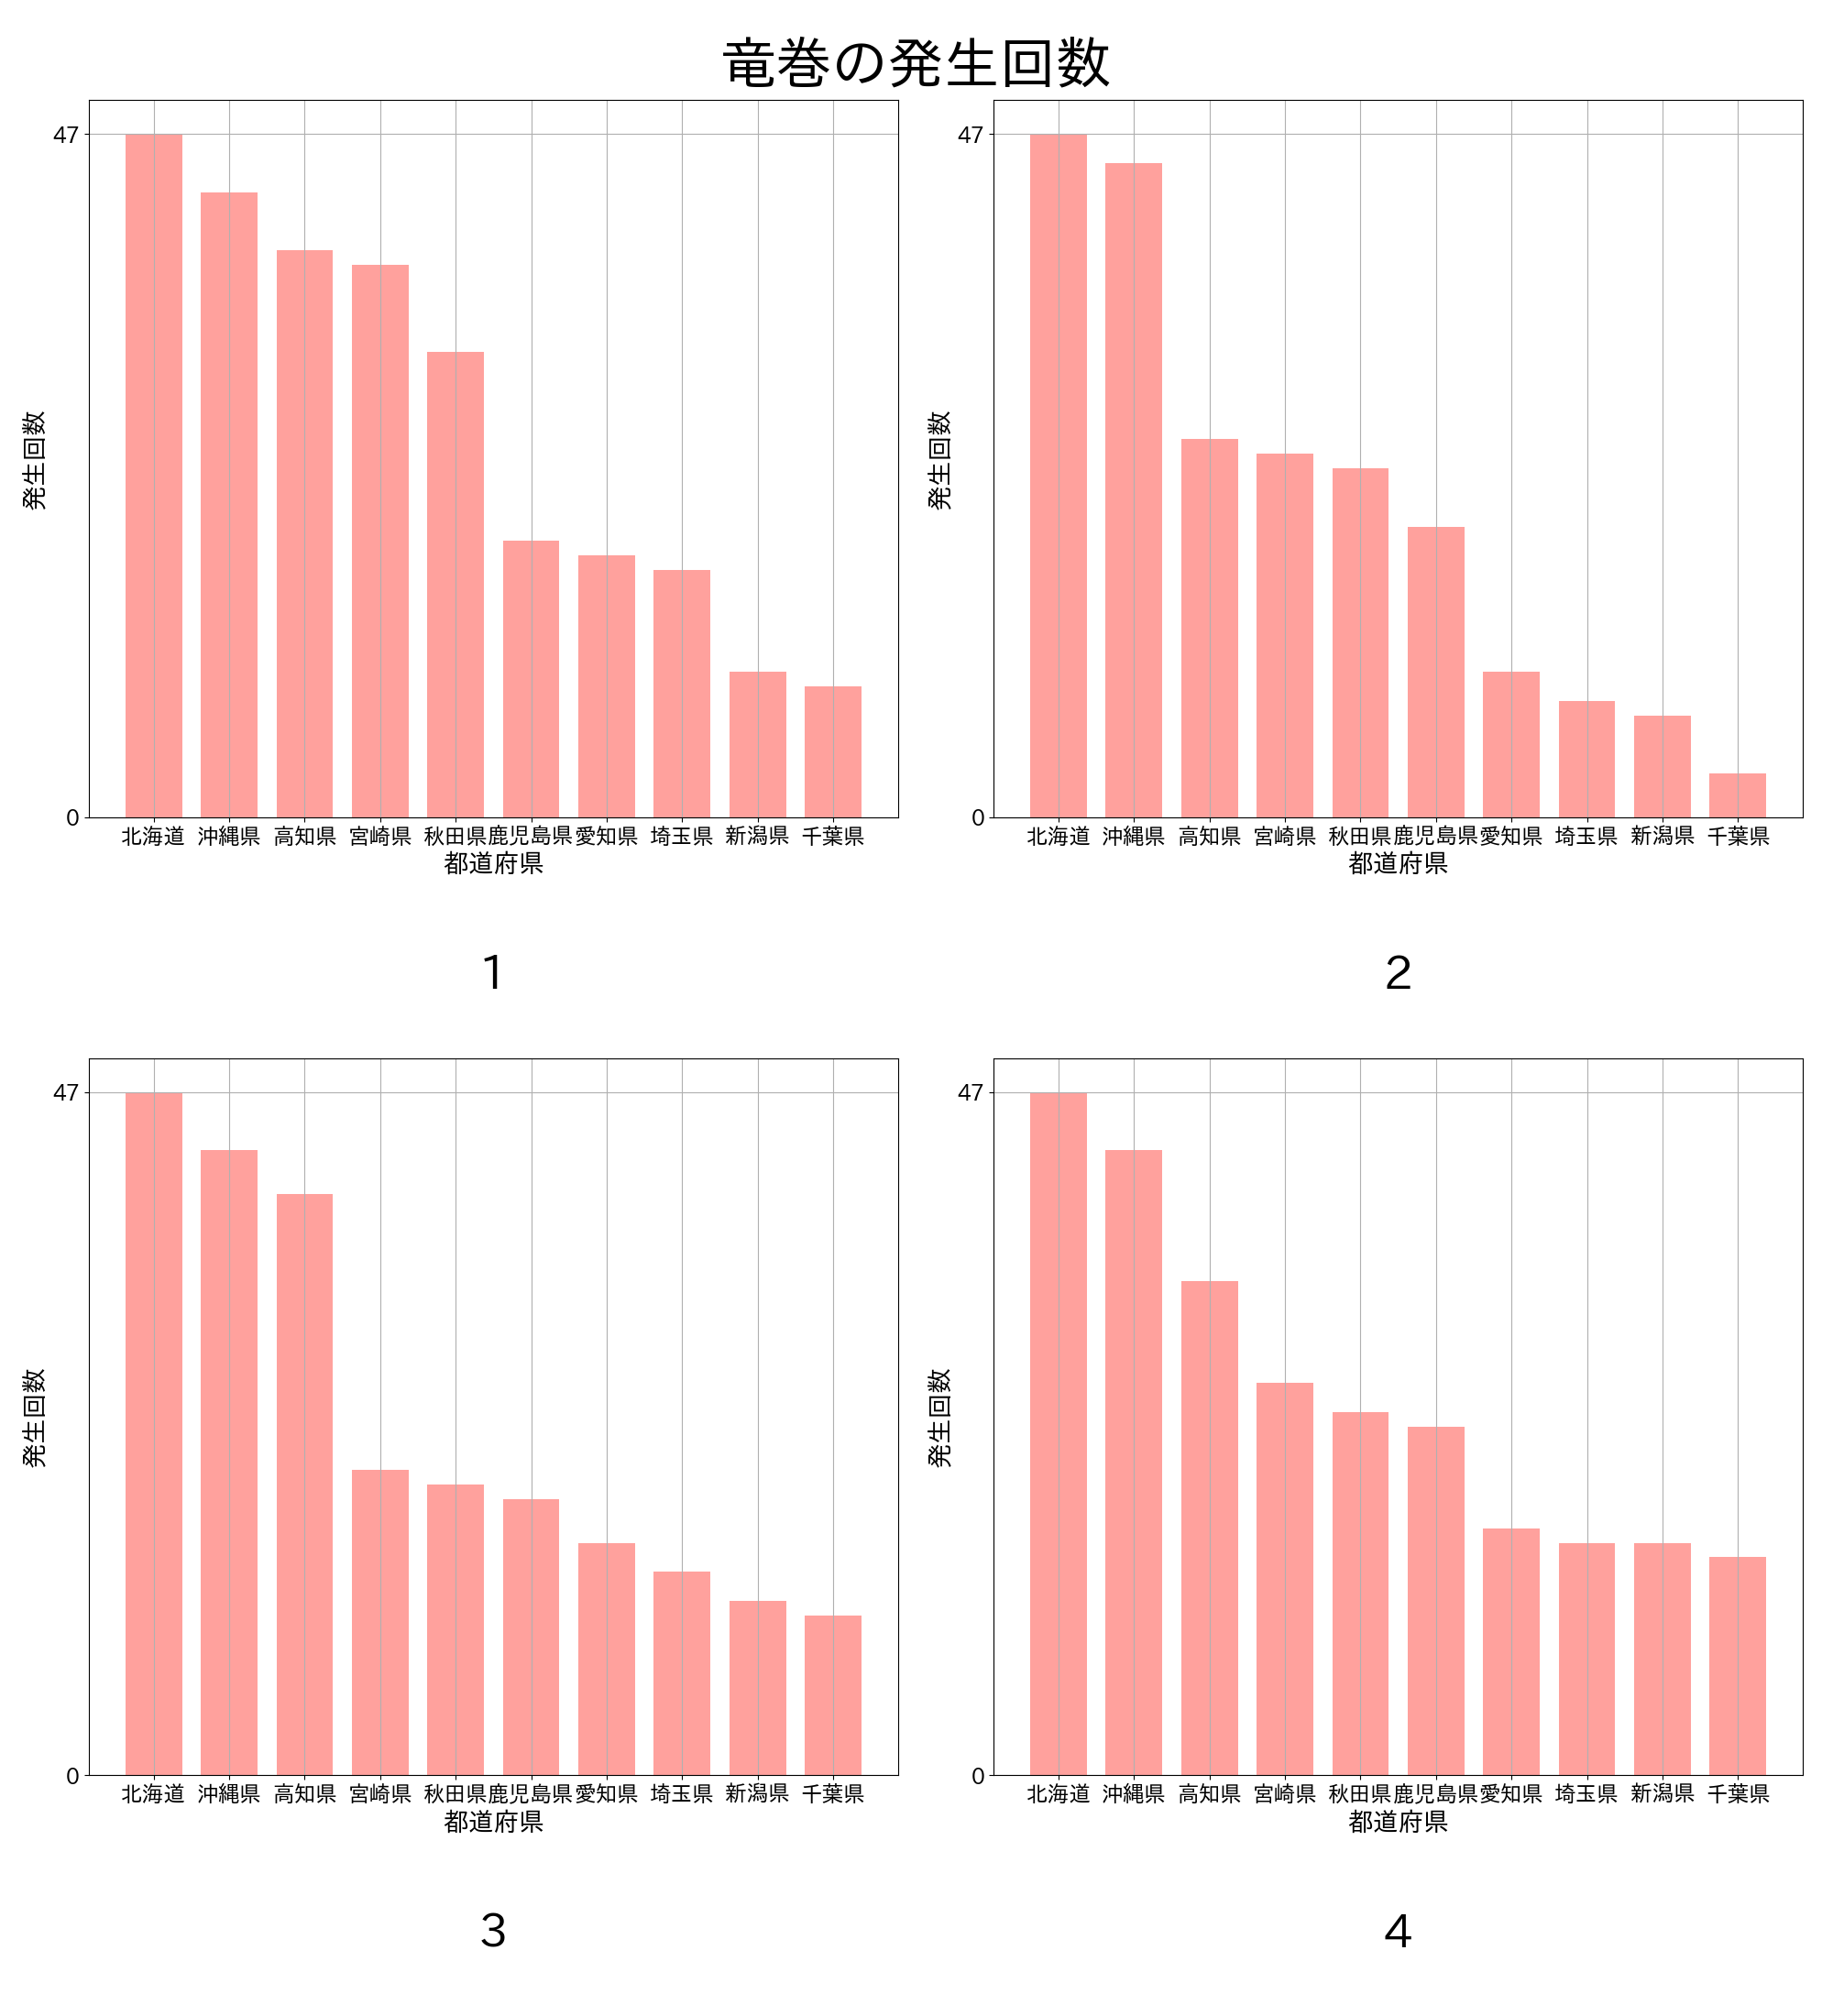 竜巻の発生回数
47
0
発生回数
北海道 沖縄県 高知県 宮崎県 秋田県 鹿児島県 愛知県 埼玉県 新潟県 千葉県
都道府県
1
47
0
発生回数
北海道 沖縄県 高知県 宮崎県 秋田県 鹿児島県 愛知県 埼玉県 新潟県 千葉県
都道府県
2
47
0
発生回数
北海道 沖縄県 高知県 宮崎県 秋田県 鹿児島県 愛知県 埼玉県 新潟県 千葉県
都道府県
3
47
0
発生回数
北海道 沖縄県 高知県 宮崎県 秋田県 鹿児島県 愛知県 埼玉県 新潟県 千葉県
都道府県
4